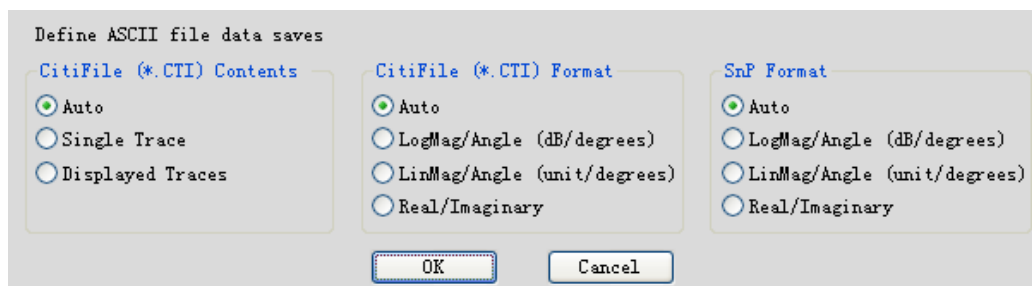 Define ASCII file data saves
CitiFile (*.CTI) Contents
Auto
Single Trace
Displayed Traces
CitiFile (*.CTI) Format
Auto
LogMag/Angle (dB/degrees)
LinMag/Angle (unit/degrees)
Real/Imaginary
SnP Format
Auto
LogMag/Angle (dB/degrees)
LinMag/Angle (unit/degrees)
Real/Imaginary
OK
Cancel